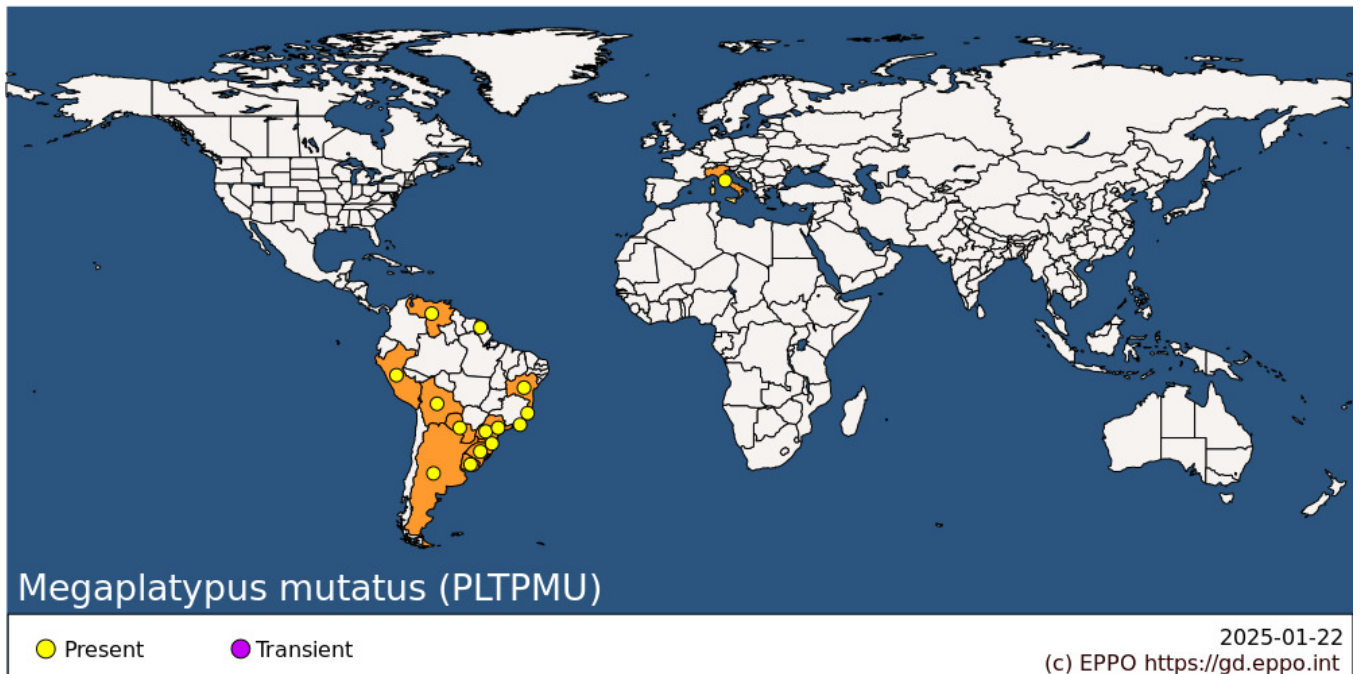 Megaplatypus mutatus (PLTPMU)
Present
Transient
2025-01-22
(c) EPPO https://gd.eppo.int